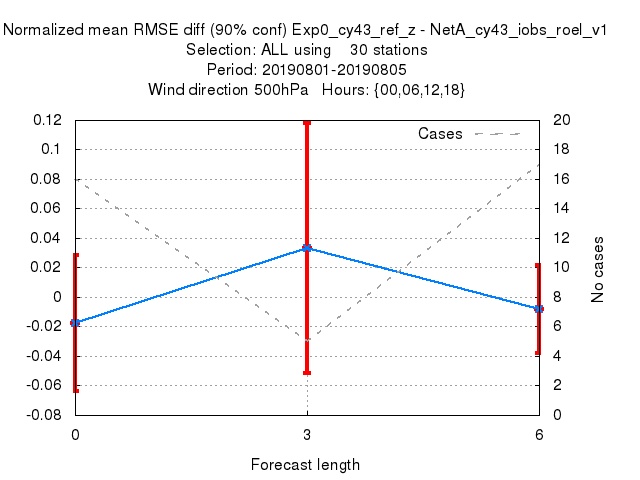 Normalized mean RMSE diff (90% conf) Exp0_cy43_ref_z - NetA_cy43_iobs_roel_v1
Selection: ALL using    30 stations
Period: 20190801-20190805
Wind direction 500hPa   Hours: {00,06,12,18}
Cases
0.12
0.1
0.08
0.06
0.04
0.02
0
-0.02
-0.04
-0.06
-0.08
20
18
16
14
12
10
8
6
4
2
0
No cases
0 3 6
Forecast length